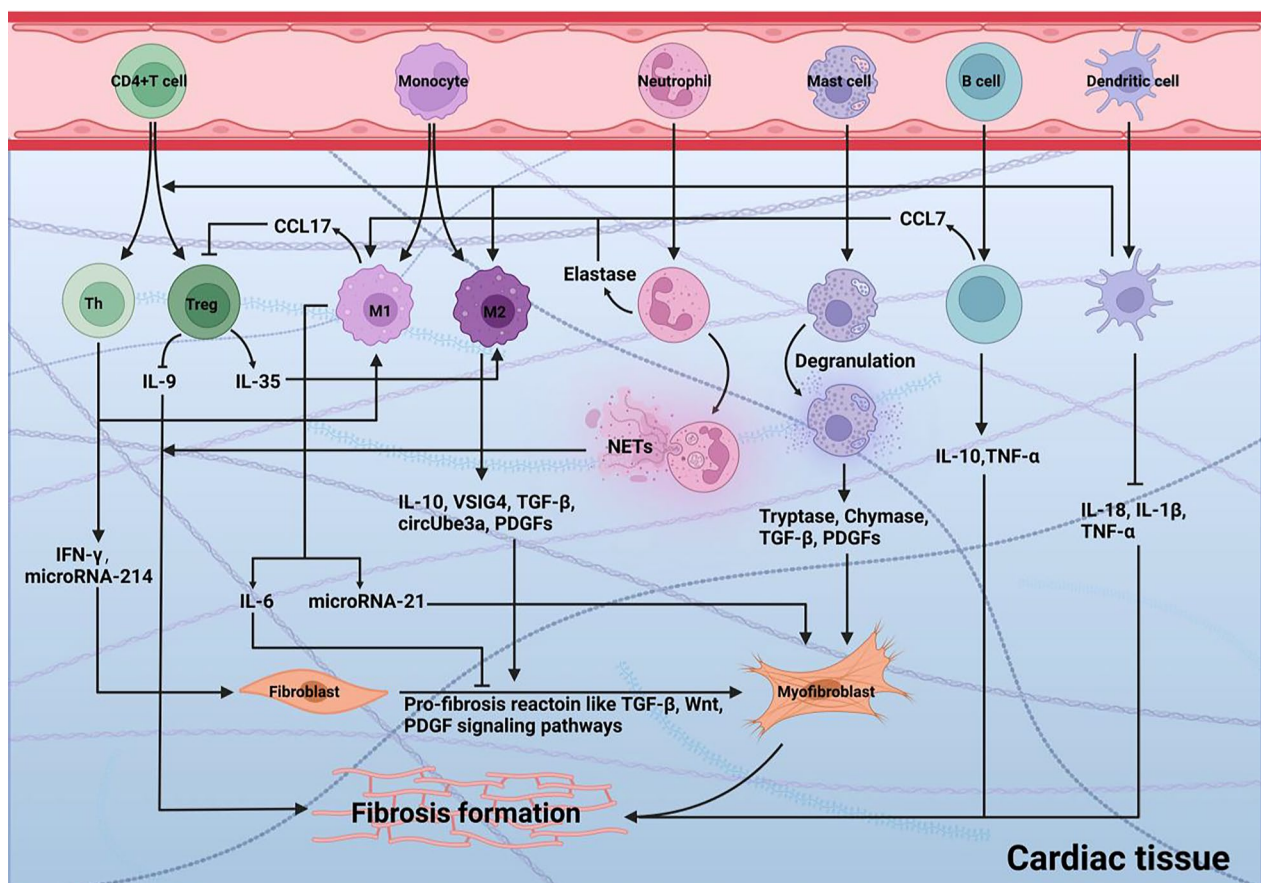 CD4+T cell
Monocyte
Neutrophil
Mast cell
B cell
Dendritic cell
CCL17
CCL7
Elastase
Th
Treg
M1
M2
IL-9
IL-35
Degranulation
NETs
IL-10,TNF-α
IL-10, VSIG4, TGF-β,
circUbe3a, PDGFs
Tryptase, Chymase,
TGF-β, PDGFs
IL-18, IL-1β,
TNF-α
IFN-γ,
microRNA-214
IL-6
microRNA-21
Fibroblast
Pro-fibrosis reactoin like TGF-β, Wnt,
PDGF signaling pathways
Myofibroblast
Fibrosis formation
Cardiac tissue